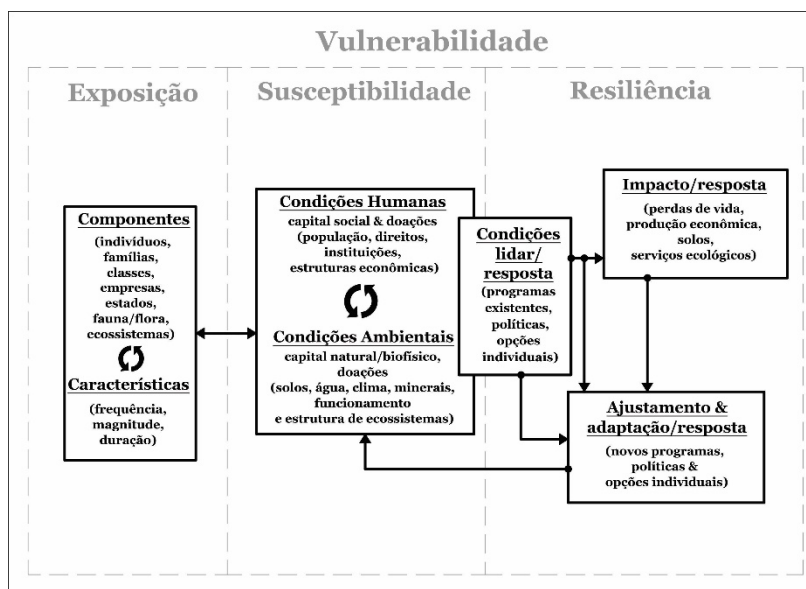 Vulnerabilidade
Exposição
Susceptibilidade
Resiliência
Componentes
(indivíduos,
famílias,
classes,
empresas,
estados,
fauna/flora,
ecossistemas)
Características
(frequência,
magnitude,
duração)
Condições Humanas
capital social & doações
(população, direitos,
instituições,
estruturas econômicas)
Condições Ambientais
capital natural/biofísico,
doações
(solos, água, clima, minerais,
funcionamento
e estrutura de ecossistemas)
Condições
lidar/
resposta
(programas
existentes,
políticas,
opções
individuais)
Impacto/resposta
(perdas de vida,
produção econômica,
solos,
serviços ecológicos)
Ajustamento &
adaptação/resposta
(novos programas,
políticas &
opções individuais)